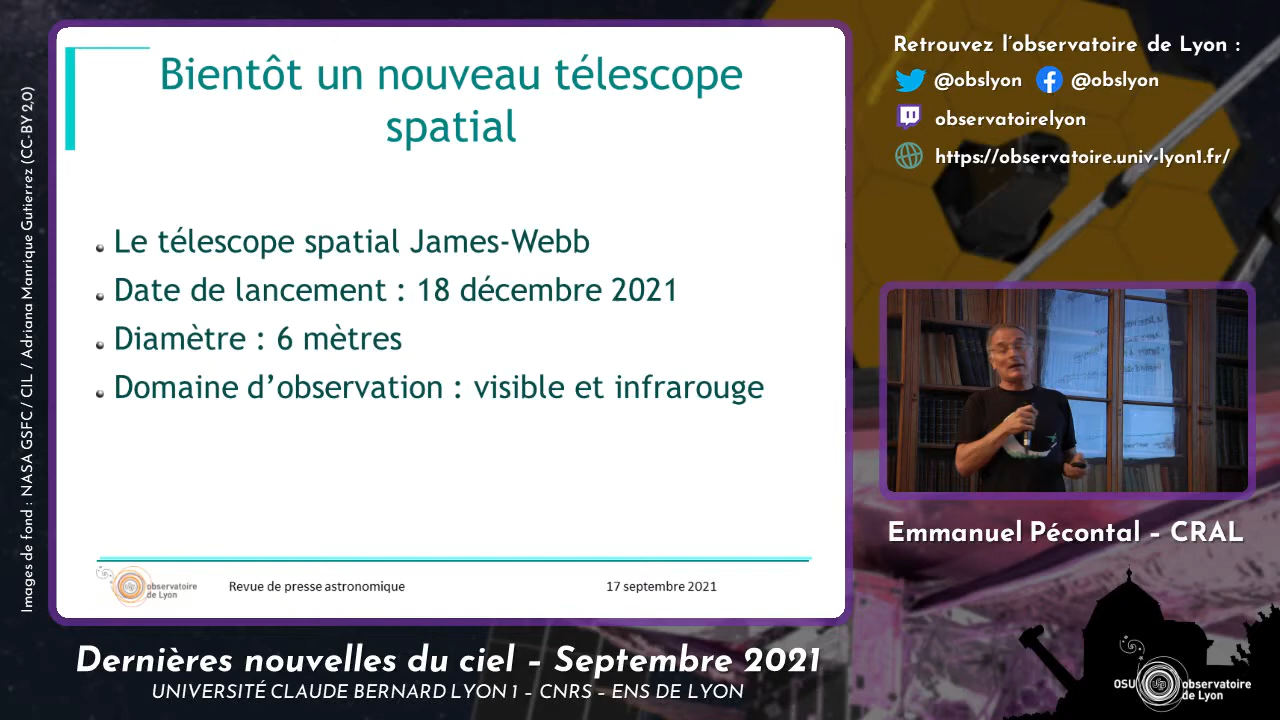 Images de fond : NASA GSFC / CIL / Adriana Manrique Gutierrez (CC-BY 2,0)
Bientôt un nouveau télescope
spatial
Le télescope spatial James-Webb
Date de lancement : 18 décembre 2021
Diamètre : 6 mètres
Domaine d’observation : visible et infrarouge
observatoire
de Lyon
Revue de presse astronomique
17 septembre 2021
Dernières nouvelles du ciel – Septembre 2021
UNIVERSITÉ CLAUDE BERNARD LYON 1 – CNRS – ENS DE LYON
Retrouvez l’observatoire de Lyon :
@obslyon @obslyon
observatoirelyon
https://observatoire.univ-lyon1.fr/
Emmanuel Pécontal – CRAL
OSUL observatoire
de Lyon